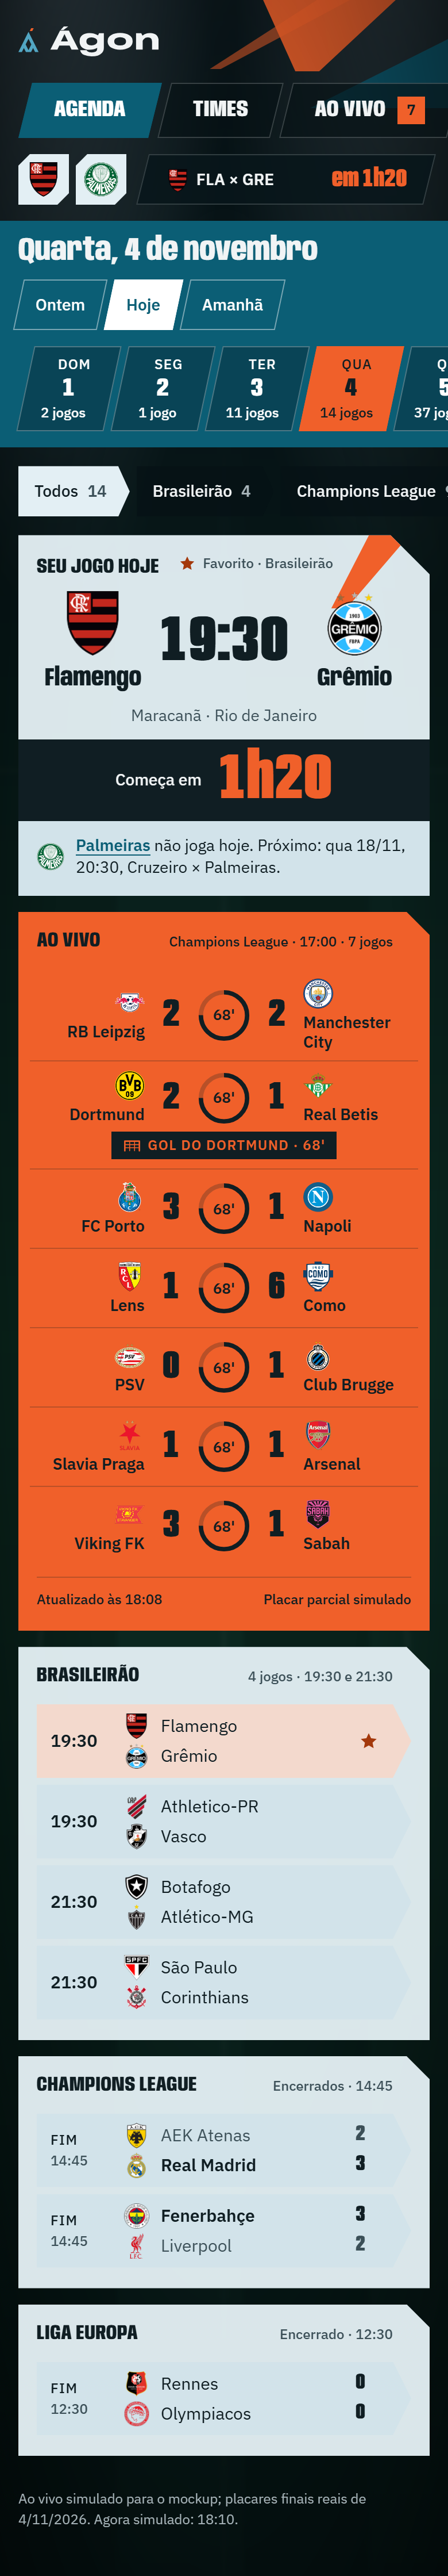 Ágon
AGENDA TIMES AO VIVO 7
FLA × GRE em 1h20
Quarta, 4 de novembro
Ontem Hoje Amanhã
DOM SEG TER QUA Q
1 2 3 4 5
2 jogos 1 jogo 11 jogos 14 jogos 37 jog
Todos 14 Brasileirão 4 Champions League
SEU JOGO HOJE ★ Favorito · Brasileirão
19:30
Flamengo Grêmio
Maracanã · Rio de Janeiro
Começa em 1h20
Palmeiras não joga hoje. Próximo: qua 18/11,
20:30, Cruzeiro × Palmeiras.
AO VIVO Champions League · 17:00 · 7 jogos
RB Leipzig 2 68' 2 Manchester
City
Dortmund 2 68' 1 Real Betis
GOL DO DORTMUND · 68'
FC Porto 3 68' 1 Napoli
Lens 1 68' 6 Como
PSV 0 68' 1 Club Brugge
Slavia Praga 1 68' 1 Arsenal
Viking FK 3 68' 1 Sabah
Atualizado às 18:08 Placar parcial simulado
BRASILEIRÃO 4 jogos · 19:30 e 21:30
19:30 Flamengo
Grêmio
19:30 Athletico-PR
Vasco
21:30 Botafogo
Atlético-MG
21:30 São Paulo
Corinthians
CHAMPIONS LEAGUE Encerrados · 14:45
FIM AEK Atenas 2
14:45 Real Madrid 3
FIM Fenerbahçe 3
14:45 Liverpool 2
LIGA EUROPA Encerrado · 12:30
FIM Rennes 0
12:30 Olympiacos 0
Ao vivo simulado para o mockup; placares finais reais de
4/11/2026. Agora simulado: 18:10.